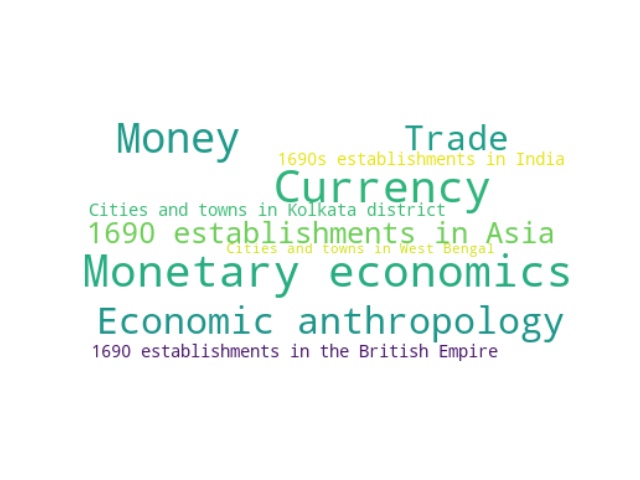 Money
Trade
1690s establishments in India
Currency
Cities and towns in Kolkata district
1690 establishments in Asia
Cities and towns in West Bengal
Monetary economics
Economic anthropology
1690 establishments in the British Empire